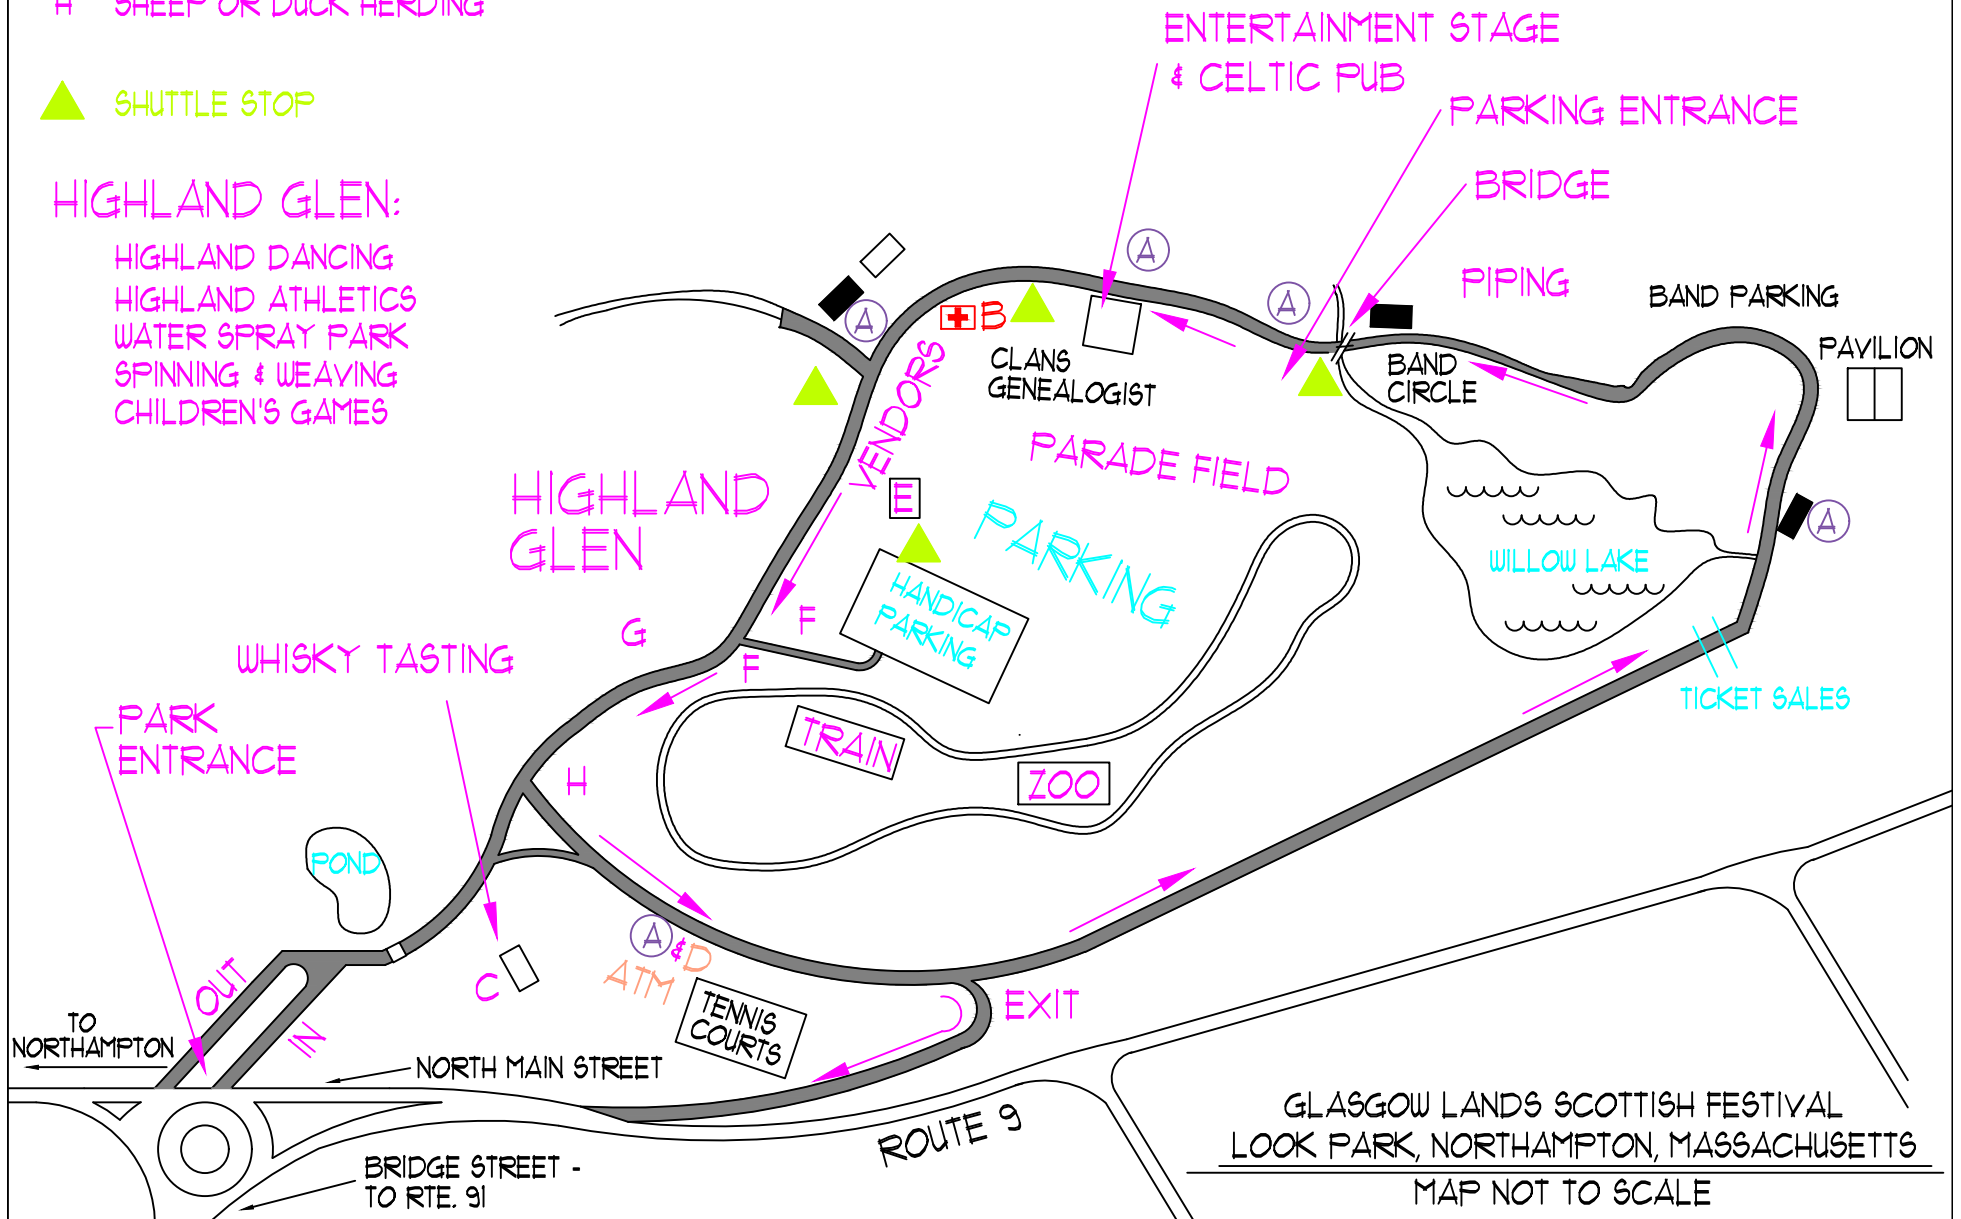 H SHEEP OR DUCK HERDING
SHUTTLE STOP
HIGHLAND GLEN:
HIGHLAND DANCING
HIGHLAND ATHLETICS
WATER SPRAY PARK
SPINNING & WEAVING
CHILDREN'S GAMES
ENTERTAINMENT STAGE
& CELTIC PUB
PARKING ENTRANCE
BRIDGE
PIPING
BAND PARKING
PAVILION
A
A
A
B
CLANS
GENEALOGIST
BAND
CIRCLE
VENDORS
PARADE FIELD
E
HIGHLAND
GLEN
PARKING
A
WILLOW LAKE
HANDICAP
PARKING
F
F
G
WHISKY TASTING
TICKET SALES
PARK
ENTRANCE
TRAIN
ZOO
H
POND
A & D
ATM
C
TENNIS
COURTS
EXIT
OUT
IN
TO
NORTHAMPTON
NORTH MAIN STREET
ROUTE 9
BRIDGE STREET -
TO RTE. 91
GLASGOW LANDS SCOTTISH FESTIVAL
LOOK PARK, NORTHAMPTON, MASSACHUSETTS
MAP NOT TO SCALE